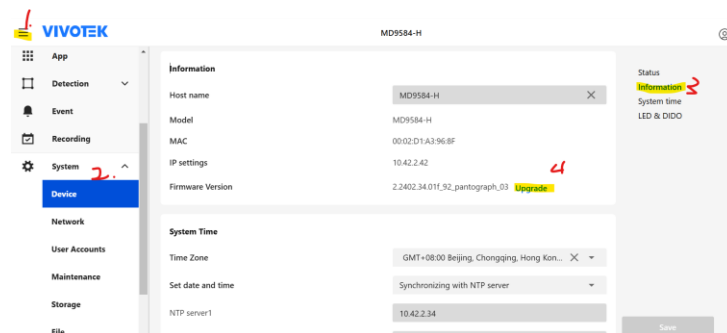 1.
VIVOTEK
MD9584-H
App
Detection
Event
Recording
System 2.
Device
Network
User Accounts
Maintenance
Storage
File
Information
Host name MD9584-H
Model MD9584-H
MAC 00:02:D1:A3:96:8F
IP settings 10.42.2.42
4
Firmware Version 2.2402.34.01f_92_pantograph_03 Upgrade
System Time
Time Zone GMT+08:00 Beijing, Chongqing, Hong Kon...
Set date and time Synchronizing with NTP server
NTP server1 10.42.2.34
Status
Information 3
System time
LED & DIDO
Save